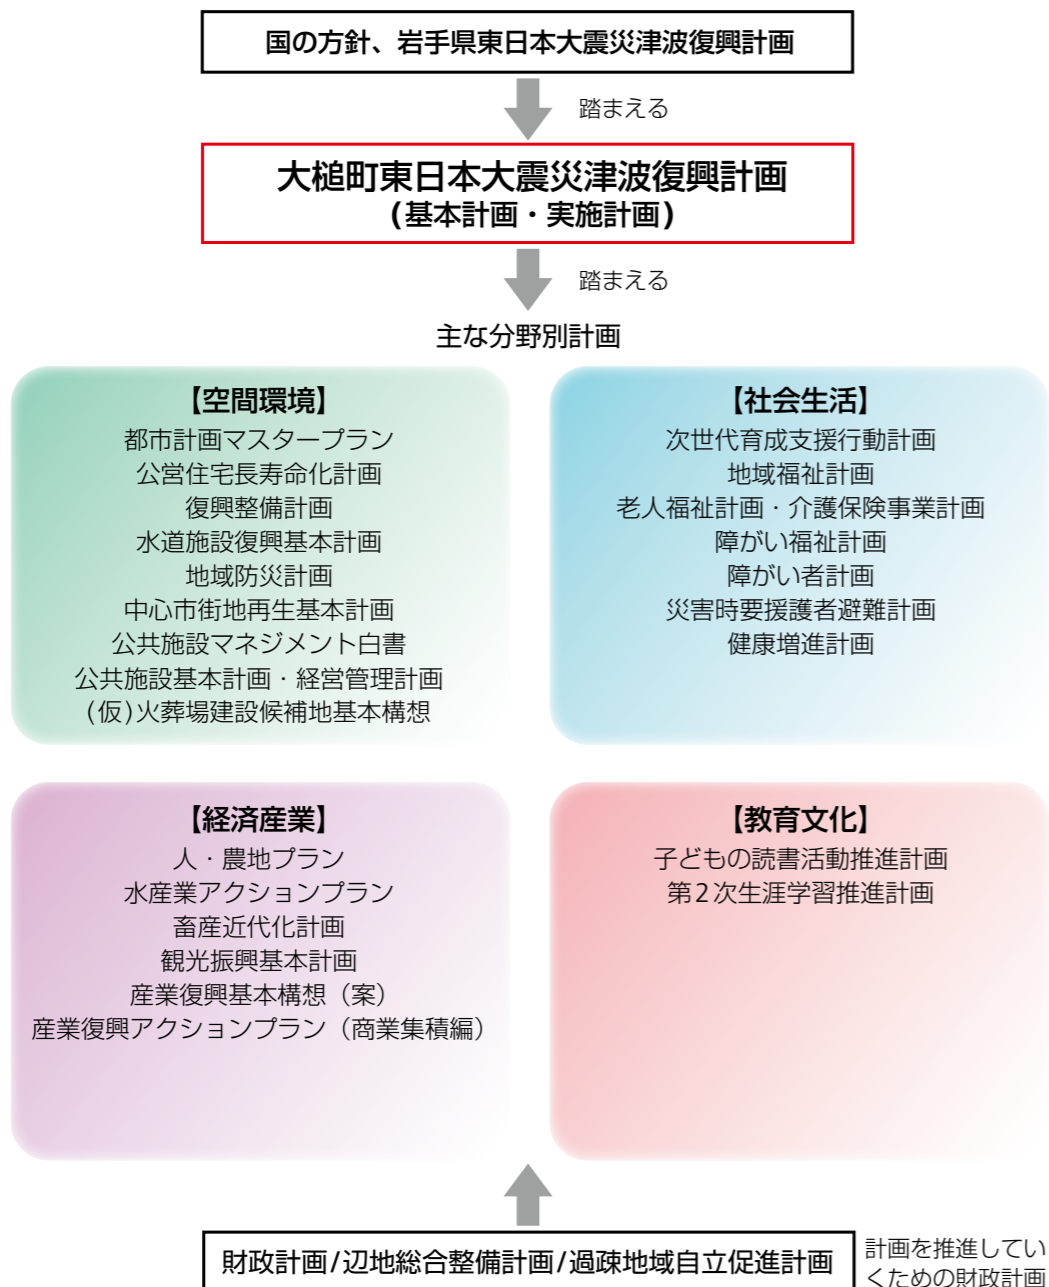 国の方針、岩手県東日本大震災津波復興計画
踏まえる
大槌町東日本大震災津波復興計画
(基本計画・実施計画)
踏まえる
主な分野別計画
【空間環境】
都市計画マスタープラン
公営住宅長寿命化計画
復興整備計画
水道施設復興基本計画
地域防災計画
中心市街地再生基本計画
公共施設マネジメント白書
公共施設基本計画・経営管理計画
(仮)火葬場建設候補地基本構想
【社会生活】
次世代育成支援行動計画
地域福祉計画
老人福祉計画・介護保険事業計画
障がい福祉計画
障がい者計画
災害時要援護者避難計画
健康増進計画
【経済産業】
人・農地プラン
水産業アクションプラン
畜産近代化計画
観光振興基本計画
産業復興基本構想（案）
産業復興アクションプラン（商業集積編）
【教育文化】
子どもの読書活動推進計画
第2次生涯学習推進計画
財政計画/辺地総合整備計画/過疎地域自立促進計画
計画を推進してい
くための財政計画